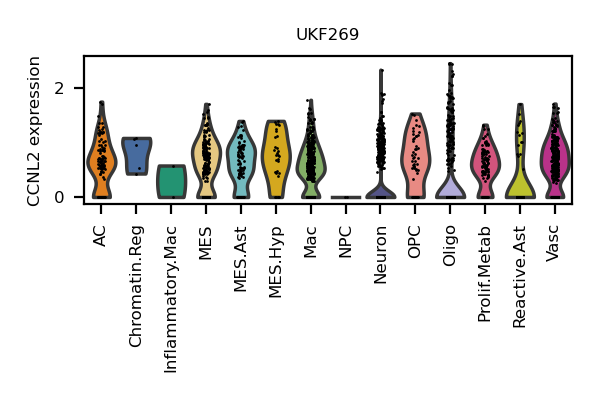 UKF269
CCNL2 expression
2
0
AC
Chromatin.Reg
Inflammatory.Mac
MES
MES.Ast
MES.Hyp
Mac
NPC
Neuron
OPC
Oligo
Prolif.Metab
Reactive.Ast
Vasc